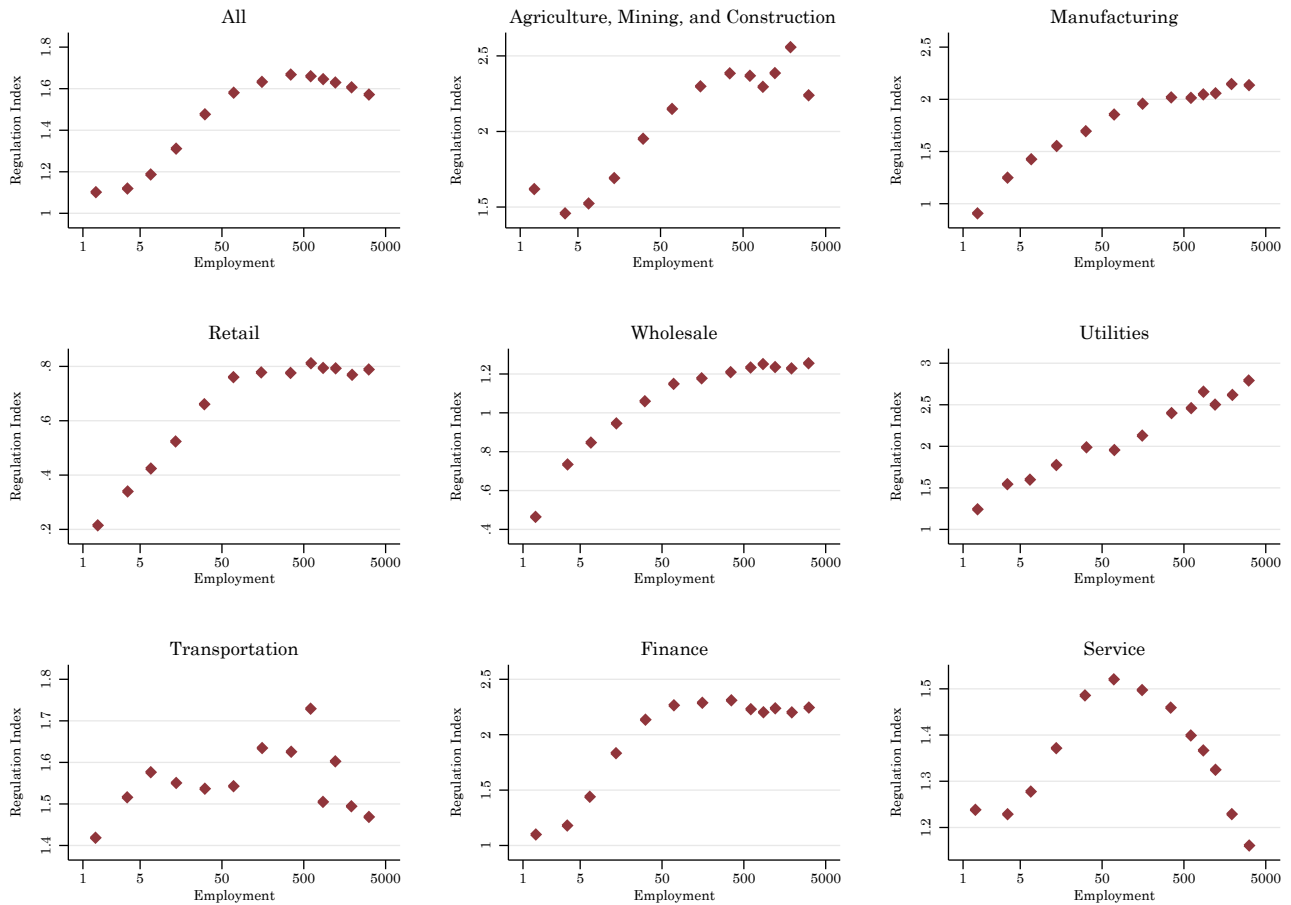 All
Regulation Index
1.8
1.6
1.4
1.2
1
1 5 50 500 5000
Employment
Agriculture, Mining, and Construction
Regulation Index
2.5
2
1.5
1 5 50 500 5000
Employment
Manufacturing
Regulation Index
2.5
2
1.5
1
1 5 50 500 5000
Employment
Retail
Regulation Index
.8
.6
.4
.2
1 5 50 500 5000
Employment
Wholesale
Regulation Index
1.2
1
.8
.6
.4
1 5 50 500 5000
Employment
Utilities
Regulation Index
3
2.5
2
1.5
1
1 5 50 500 5000
Employment
Transportation
Regulation Index
1.8
1.7
1.6
1.5
1.4
1 5 50 500 5000
Employment
Finance
Regulation Index
2.5
2
1.5
1
1 5 50 500 5000
Employment
Service
Regulation Index
1.5
1.4
1.3
1.2
1 5 50 500 5000
Employment